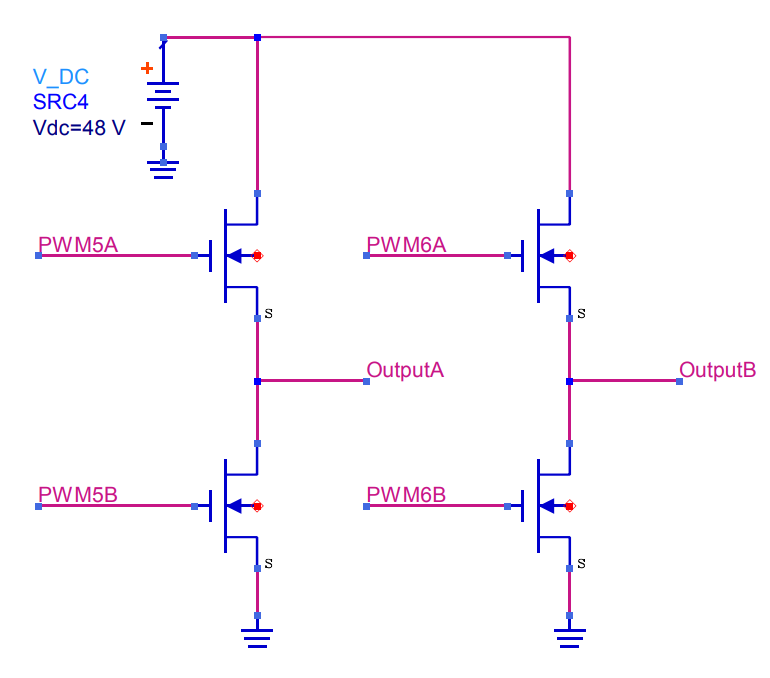 V_DC
SRC4
Vdc=48 V
PWM5A
PWM6A
S
S
OutputA
OutputB
PWM5B
PWM6B
S
S